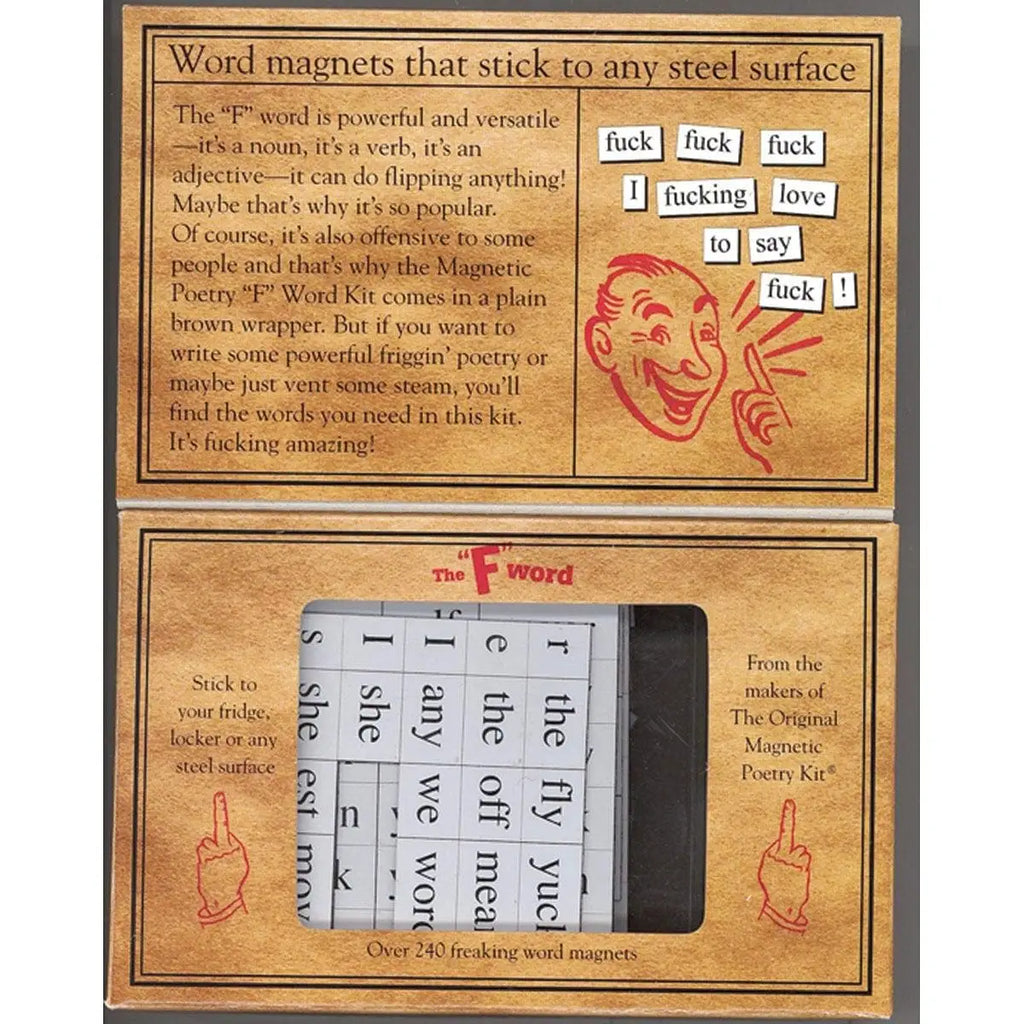 Word magnets that stick to any steel surface
The “F” word is powerful and versatile
—it’s a noun, it’s a verb, it’s an
adjective—it can do flipping anything!
Maybe that’s why it’s so popular.
Of course, it’s also offensive to some
people and that’s why the Magnetic
Poetry “F” Word Kit comes in a plain
brown wrapper. But if you want to
write some powerful friggin’ poetry or
maybe just vent some steam, you’ll
find the words you need in this kit.
It’s fucking amazing!
fuck fuck fuck
I fucking love
to say
fuck !
The “F” word
Stick to
your fridge,
locker or any
steel surface
r the fly
e the off
I any we
I she
s she est
n
k
From the
makers of
The Original
Magnetic
Poetry Kit®
Over 240 freaking word magnets